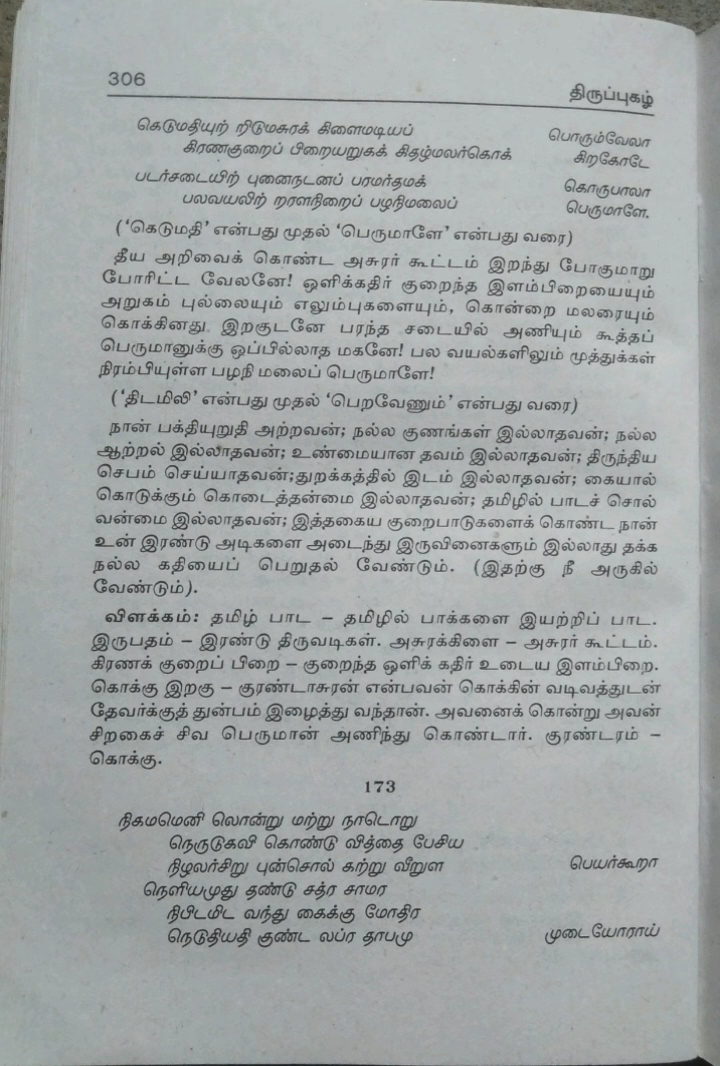 306
திருப்புகழ்
கெடுமதியுற் றிடுமசுரக் கிளைமடியப் பொரும்வேலா
கிரணகுறைப் பிறையறுகக் கிதழ்மலர்கொக் கிறகோடே
படர்சடையிற் புனைநடனப் பரமர்தமக் கொருபாலா
பலவயலிற் றரளநிறைப் பழநிமலைப் பெருமாளே.
('கெடுமதி' என்பது முதல் 'பெருமாளே' என்பது வரை)
தீய அறிவைக் கொண்ட அசுரர் கூட்டம் இறந்து போகுமாறு
போரிட்ட வேலனே! ஒளிக்கதிர் குறைந்த இளம்பிறையையும்
அறுகம் புல்லையும் எலும்புகளையும், கொன்றை மலரையும்
கொக்கினது இறகுடனே பரந்த சடையில் அணியும் கூத்தப்
பெருமானுக்கு ஒப்பில்லாத மகனே! பல வயல்களிலும் முத்துக்கள்
நிரம்பியுள்ள பழநி மலைப் பெருமாளே!
('திடமிலி' என்பது முதல் 'பெறவேணும்' என்பது வரை)
நான் பக்தியுறுதி அற்றவன்; நல்ல குணங்கள் இல்லாதவன்; நல்ல
ஆற்றல் இல்லாதவன்; உண்மையான தவம் இல்லாதவன்; திருந்திய
செபம் செய்யாதவன்;துறக்கத்தில் இடம் இல்லாதவன்; கையால்
கொடுக்கும் கொடைத்தன்மை இல்லாதவன்; தமிழில் பாடச் சொல்
வன்மை இல்லாதவன்; இத்தகைய குறைபாடுகளைக் கொண்ட நான்
உன் இரண்டு அடிகளை அடைந்து இருவினைகளும் இல்லாது தக்க
நல்ல கதியைப் பெறுதல் வேண்டும். (இதற்கு நீ அருகில்
வேண்டும்).
விளக்கம்: தமிழ் பாட – தமிழில் பாக்களை இயற்றிப் பாட.
இருபதம் – இரண்டு திருவடிகள். அசுரக்கிளை – அசுரர் கூட்டம்.
கிரணக் குறைப் பிறை – குறைந்த ஒளிக் கதிர் உடைய இளம்பிறை.
கொக்கு இறகு – குரண்டாசுரன் என்பவன் கொக்கின் வடிவத்துடன்
தேவர்க்குத் துன்பம் இழைத்து வந்தான். அவனைக் கொன்று அவன்
சிறகைச் சிவ பெருமான் அணிந்து கொண்டார். குரண்டரம் –
கொக்கு.
173
நிகமமெனி லொன்று மற்று நாடொறு
நெருடுகவி கொண்டு வித்தை பேசிய
நிழலர்சிறு புன்சொல் கற்று வீறுள பெயர்கூறா
நெளியமுது தண்டு சத்ர சாமர
நிபிடமிட வந்து கைக்கு மோதிர
நெடுதியதி குண்ட லப்ர தாபமு முடையோராய்